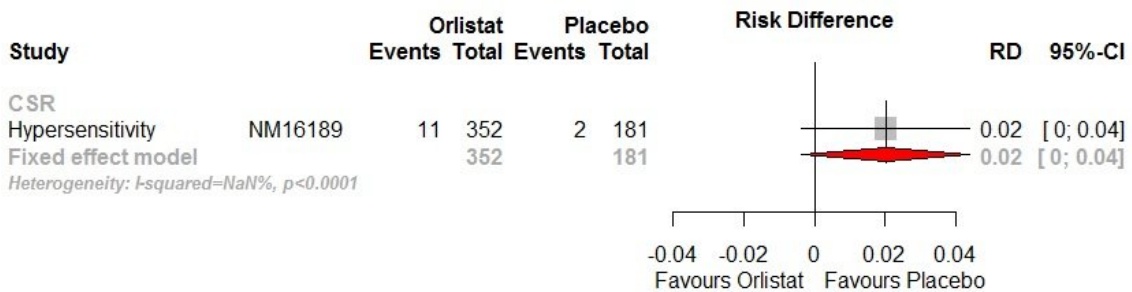 Orlistat Placebo Risk Difference
Study Events Total Events Total RD 95%-CI
CSR
Hypersensitivity NM16189 11 352 2 181 0.02 [ 0; 0.04]
Fixed effect model 352 181 0.02 [ 0; 0.04]
Heterogeneity: I-squared=NaN%, p<0.0001
-0.04 -0.02 0 0.02 0.04
Favours Orlistat Favours Placebo